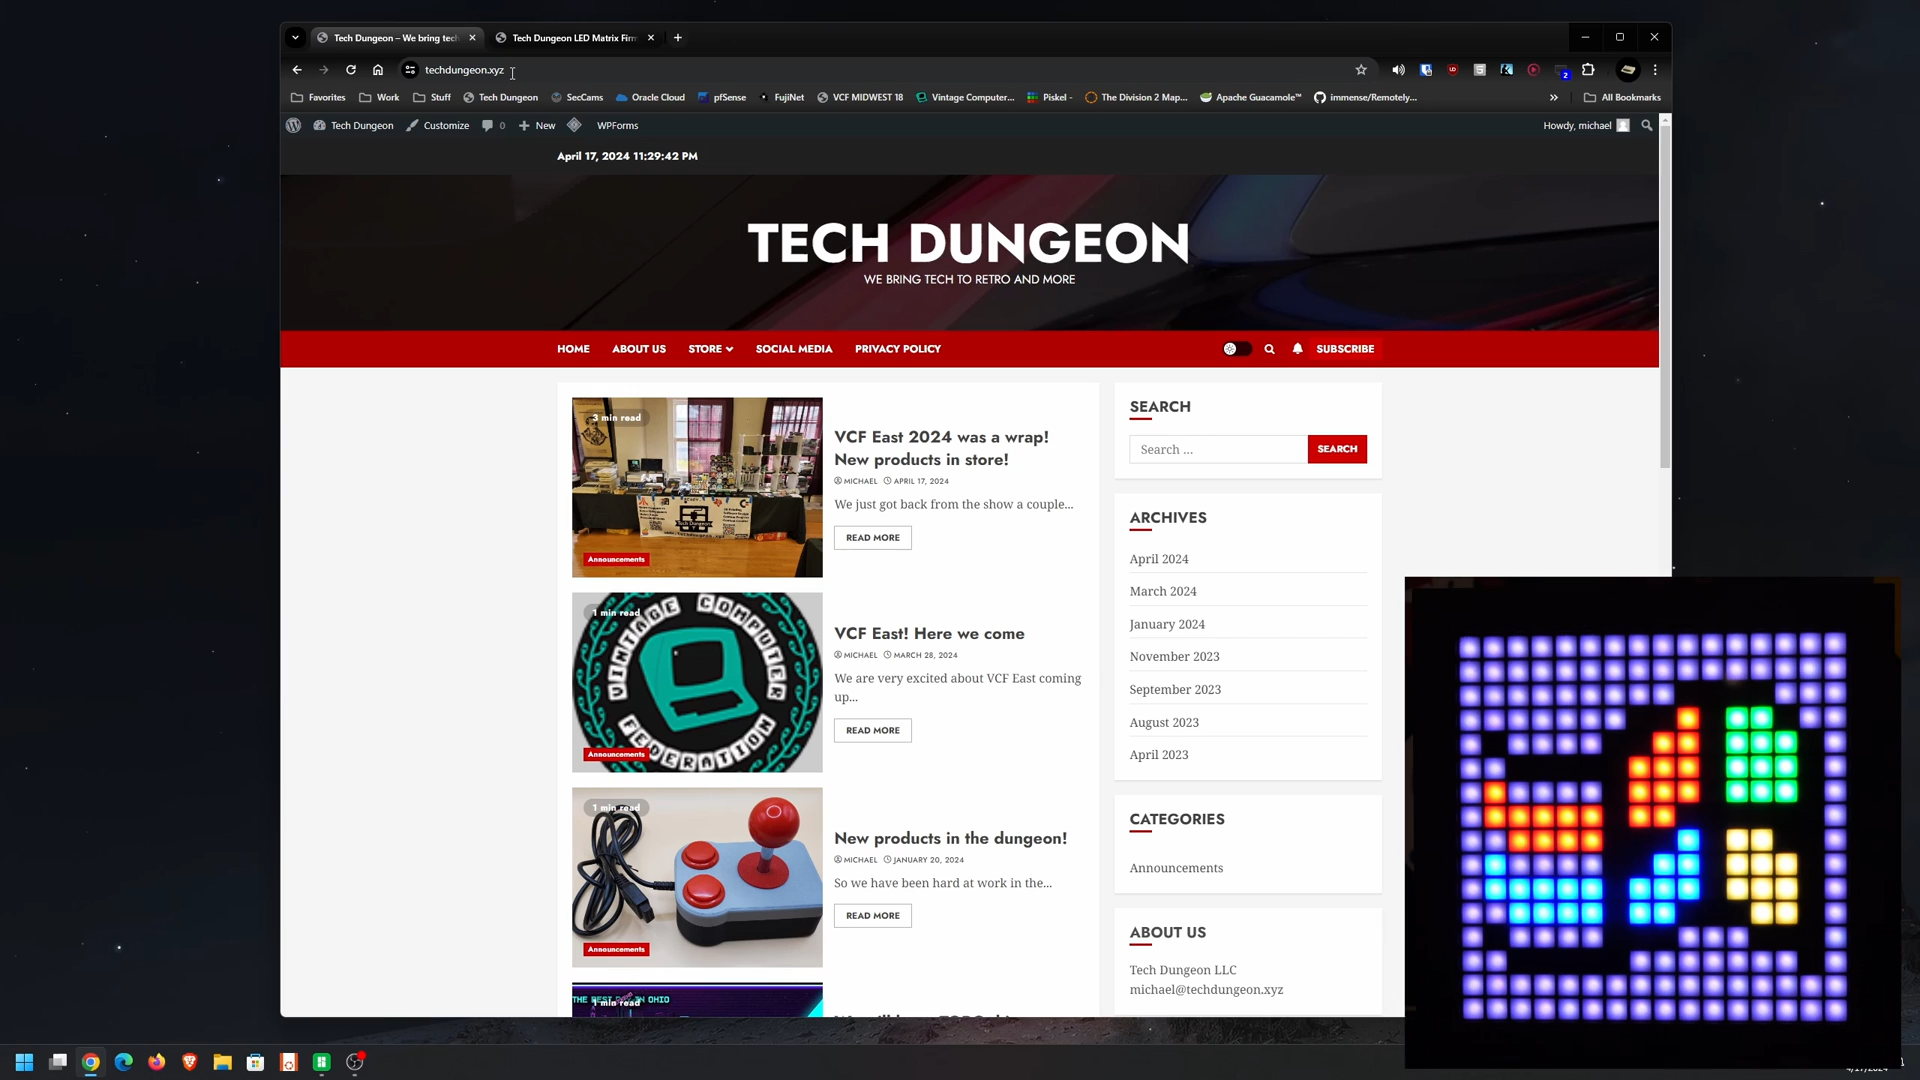 Tech Dungeon – We bring tec
Tech Dungeon LED Matrix Firm
techdungeon.xyz
2
Favorites
Work
Stuff
Tech Dungeon
SecCams
Oracle Cloud
pfSense
FujiNet
VCF MIDWEST 18
Vintage Computer...
Piskel -
The Division 2 Map...
Apache Guacamole™
immense/Remotely...
»
All Bookmarks
Tech Dungeon
Customize
0
New
WPForms
Howdy, michael
April 17, 2024 11:29:42 PM
TECH DUNGEON
WE BRING TECH TO RETRO AND MORE
HOME
ABOUT US
STORE
SOCIAL MEDIA
PRIVACY POLICY
SUBSCRIBE
3 min read
Tech Dungeon
Announcements
VCF East 2024 was a wrap!
New products in store!
MICHAEL APRIL 17, 2024
We just got back from the show a couple...
READ MORE
1 min read
VINTAGE COMPUTER
FEDERATION
Announcements
VCF East! Here we come
MICHAEL MARCH 28, 2024
We are very excited about VCF East coming
up...
READ MORE
1 min read
Announcements
New products in the dungeon!
MICHAEL JANUARY 20, 2024
So we have been hard at work in the...
READ MORE
1 min read
SEARCH
Search ...
SEARCH
ARCHIVES
April 2024
March 2024
January 2024
November 2023
September 2023
August 2023
April 2023
CATEGORIES
Announcements
ABOUT US
Tech Dungeon LLC
michael@techdungeon.xyz